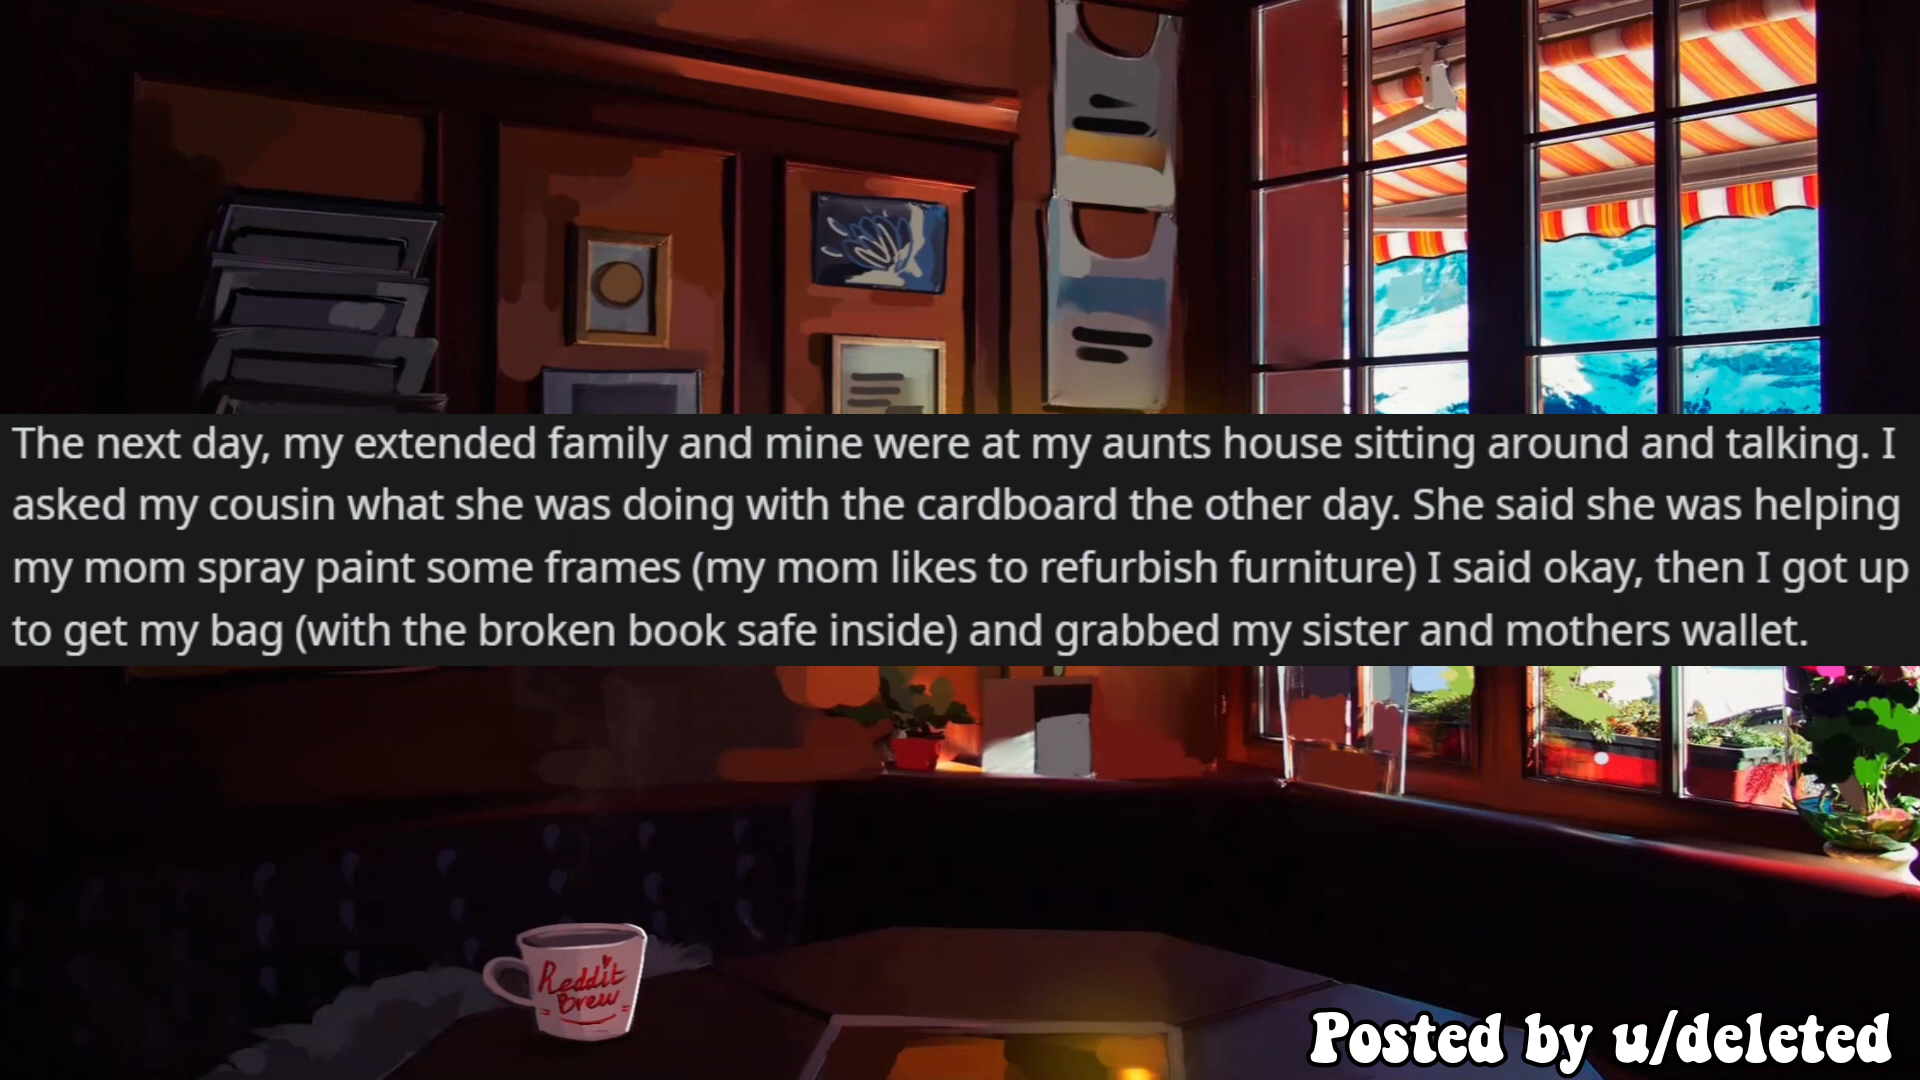 The next day, my extended family and mine were at my aunts house sitting around and talking. I
asked my cousin what she was doing with the cardboard the other day. She said she was helping
my mom spray paint some frames (my mom likes to refurbish furniture) I said okay, then I got up
to get my bag (with the broken book safe inside) and grabbed my sister and mothers wallet.
Reddit
Brew
Posted by u/deleted